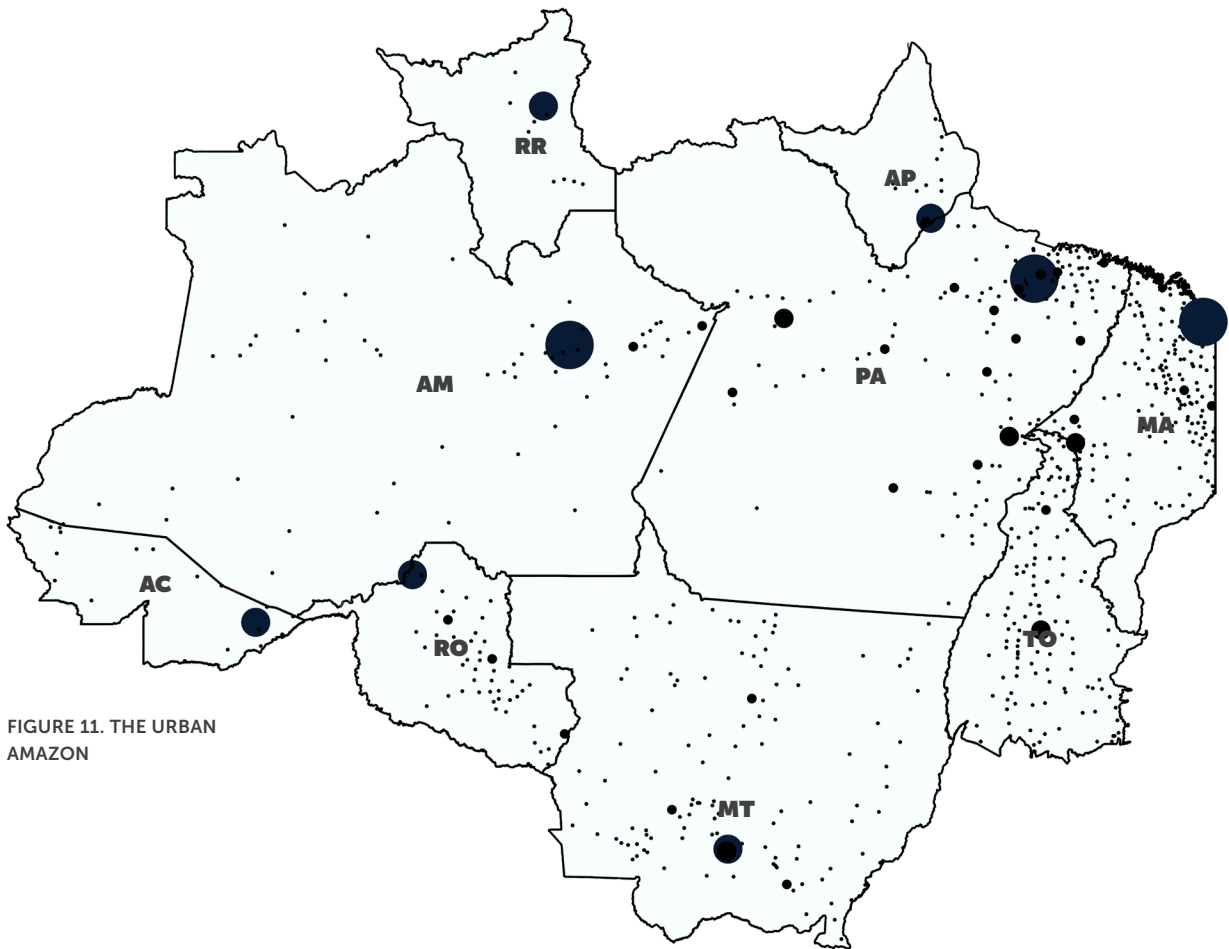 RR
AP
AM
PA
MA
AC
RO
TO
MT
FIGURE 11. THE URBAN
AMAZON